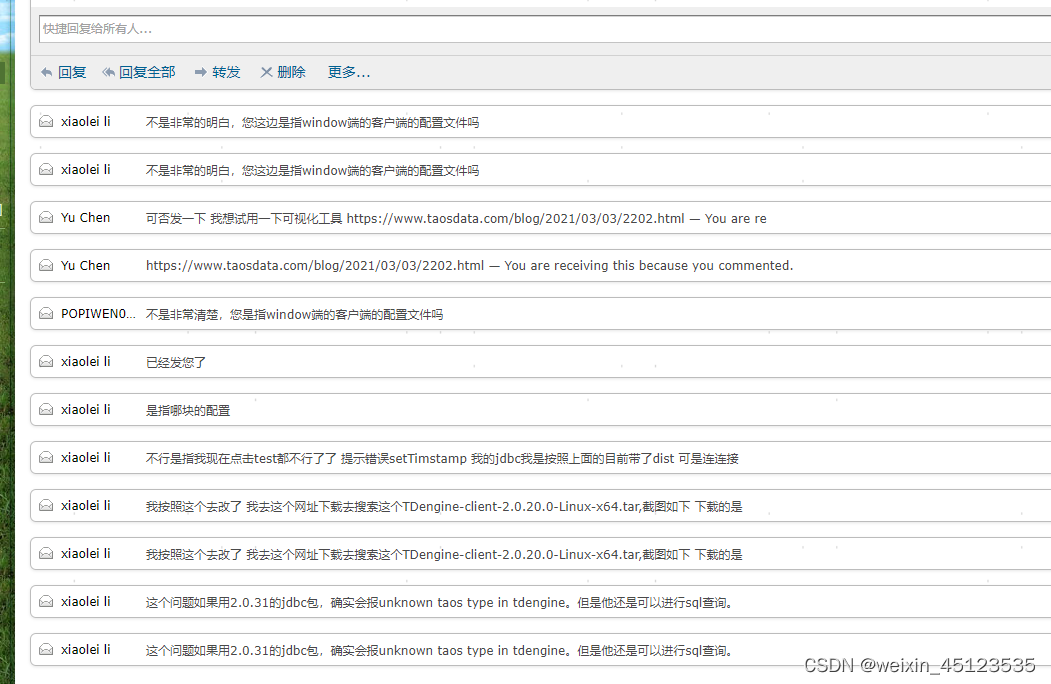 快捷回复给所有人...
回复 回复全部 转发 删除 更多...
xiaolei li 不是非常的明白，您这边是指window端的客户端的配置文件吗
xiaolei li 不是非常的明白，您这边是指window端的客户端的配置文件吗
Yu Chen 可否发一下 我想试用一下可视化工具 https://www.taosdata.com/blog/2021/03/03/2202.html — You are re
Yu Chen https://www.taosdata.com/blog/2021/03/03/2202.html — You are receiving this because you commented.
POPIWEN0... 不是非常清楚，您是指window端的客户端的配置文件吗
xiaolei li 已经发您了
xiaolei li 是指哪块的配置
xiaolei li 不行是指我现在点击test都不行了了 提示错误setTimstamp 我的jdbc我是按照上面的目前带了dist 可是连连接
xiaolei li 我按照这个去改了 我去这个网址下载去搜索这个TDengine-client-2.0.20.0-Linux-x64.tar,截图如下 下载的是
xiaolei li 我按照这个去改了 我去这个网址下载去搜索这个TDengine-client-2.0.20.0-Linux-x64.tar,截图如下 下载的是
xiaolei li 这个问题如果用2.0.31的jdbc包，确实会报unknown taos type in tdengine。但是他还是可以进行sql查询。
xiaolei li 这个问题如果用2.0.31的jdbc包，确实会报unknown taos type in tdengine。但是他还是可以进行sql查询。
CSDN @weixin_45123535